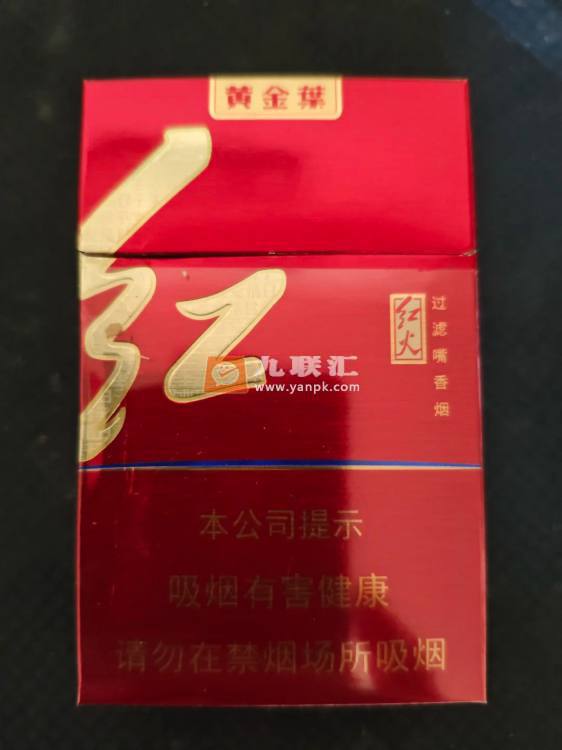 黄金葉
红
红火
过滤嘴香烟
九联汇
www.yanpk.com
本公司提示
吸烟有害健康
请勿在禁烟场所吸烟